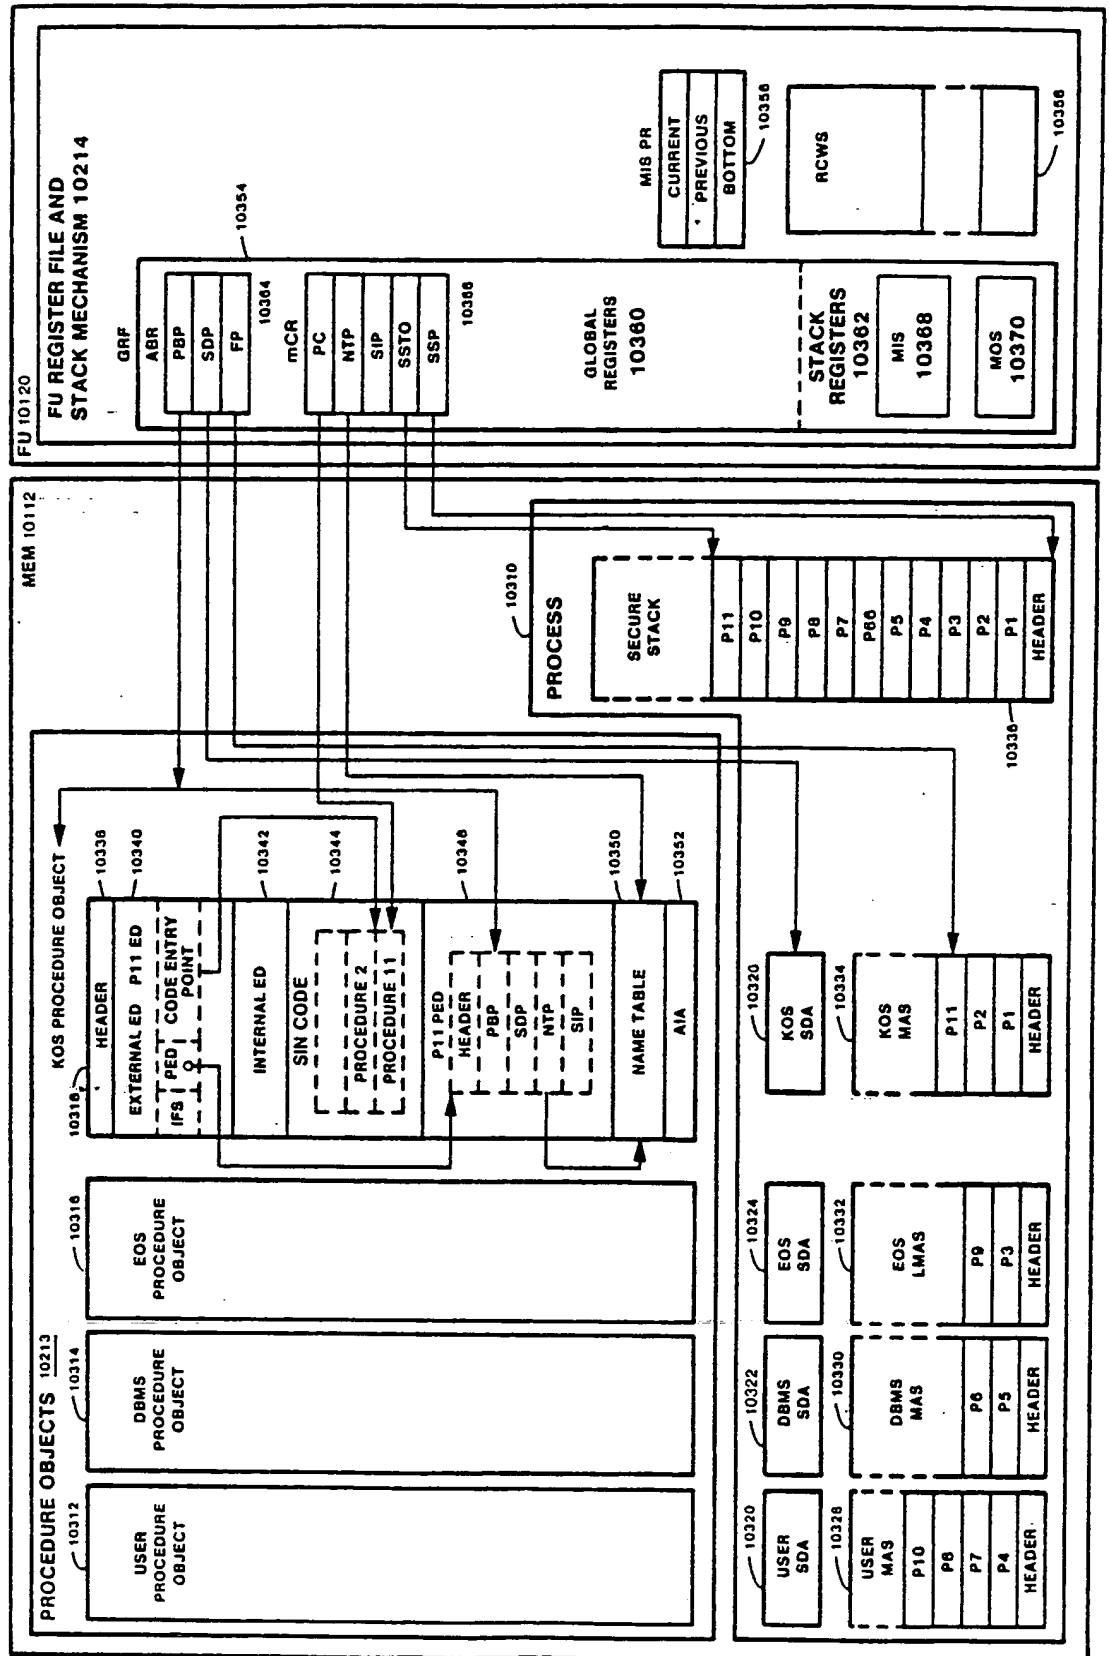 PROCEDURE OBJECTS 10213
10312
USER
PROCEDURE
OBJECT
10314
DBMS
PROCEDURE
OBJECT
10316
EOS
PROCEDURE
OBJECT
10318
KOS PROCEDURE OBJECT
HEADER
10338
EXTERNAL ED P11 ED
10340
IFS PED CODE ENTRY
POINT
INTERNAL ED
10342
SIN CODE
10344
PROCEDURE 2
PROCEDURE 11
P11 PED
10348
HEADER
PBP
SDP
NTP
SIP
NAME TABLE
10350
AIA
10352
MEM 10112
10320
USER
SDA
10322
DBMS
SDA
10324
EOS
SDA
10320
KOS
SDA
10328
USER
MAS
P10
P8
P7
P4
HEADER
10330
DBMS
MAS
P6
P5
HEADER
10332
EOS
LMAS
P9
P3
HEADER
10334
KOS
MAS
P11
P2
P1
HEADER
10310
PROCESS
SECURE
STACK
P11
P10
P9
P8
P7
P66
P5
P4
P3
P2
P1
HEADER
10336
FU 10120
FU REGISTER FILE AND
STACK MECHANISM 10214
GRF
10354
ABR
PBP
SDP
FP
10364
mCR
PC
NTP
SIP
SSTO
SSP
10366
GLOBAL
REGISTERS
10360
STACK
REGISTERS
10362
MIS
10368
MOS
10370
MIS PR
CURRENT
PREVIOUS
BOTTOM
10356
RCWS
10358